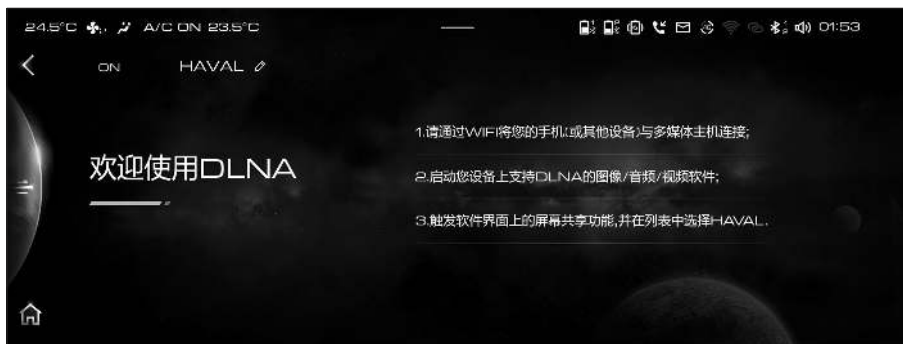 24.5°C A/C ON 23.5°C 01:53
ON HAVAL
欢迎使用DLNA
1.请通过WIFI将您的手机(或其他设备)与多媒体主机连接;
2.启动您设备上支持DLNA的图像/音频/视频软件;
3.触发软件界面上的屏幕共享功能,并在列表中选择HAVAL.